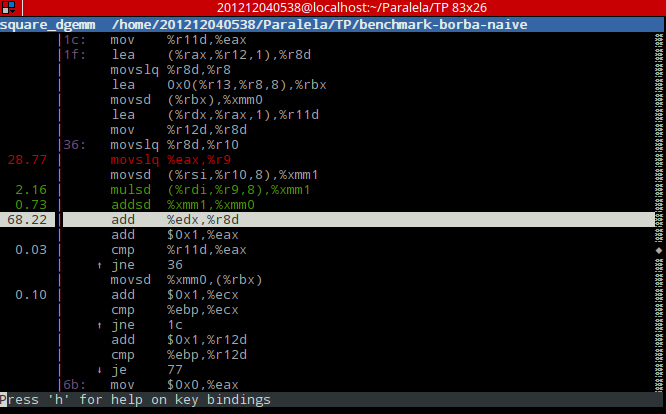 201212040538@localhost:~/Paralela/TP 83x26
square_dgemm /home/201212040538/Paralela/TP/benchmark-borba-naive
|1c: mov %r11d,%eax
|1f: lea (%rax,%r12,1),%r8d
| movslq %r8d,%r8
| lea 0x0(%r13,%r8,8),%rbx
| movsd (%rbx),%xmm0
| lea (%rdx,%rax,1),%r11d
| mov %r12d,%r8d
|36: movslq %r8d,%r10
28.77 | movslq %eax,%r9
| movsd (%rsi,%r10,8),%xmm1
2.16 | mulsd (%rdi,%r9,8),%xmm1
0.73 | addsd %xmm1,%xmm0
68.22 | add %edx,%r8d
| add $0x1,%eax
0.03 | cmp %r11d,%eax
| ↑ jne 36
| movsd %xmm0,(%rbx)
0.10 | add $0x1,%ecx
| cmp %ebp,%ecx
| ↑ jne 1c
| add $0x1,%r12d
| cmp %ebp,%r12d
| ↓ je 77
|6b: mov $0x0,%eax
Press 'h' for help on key bindings